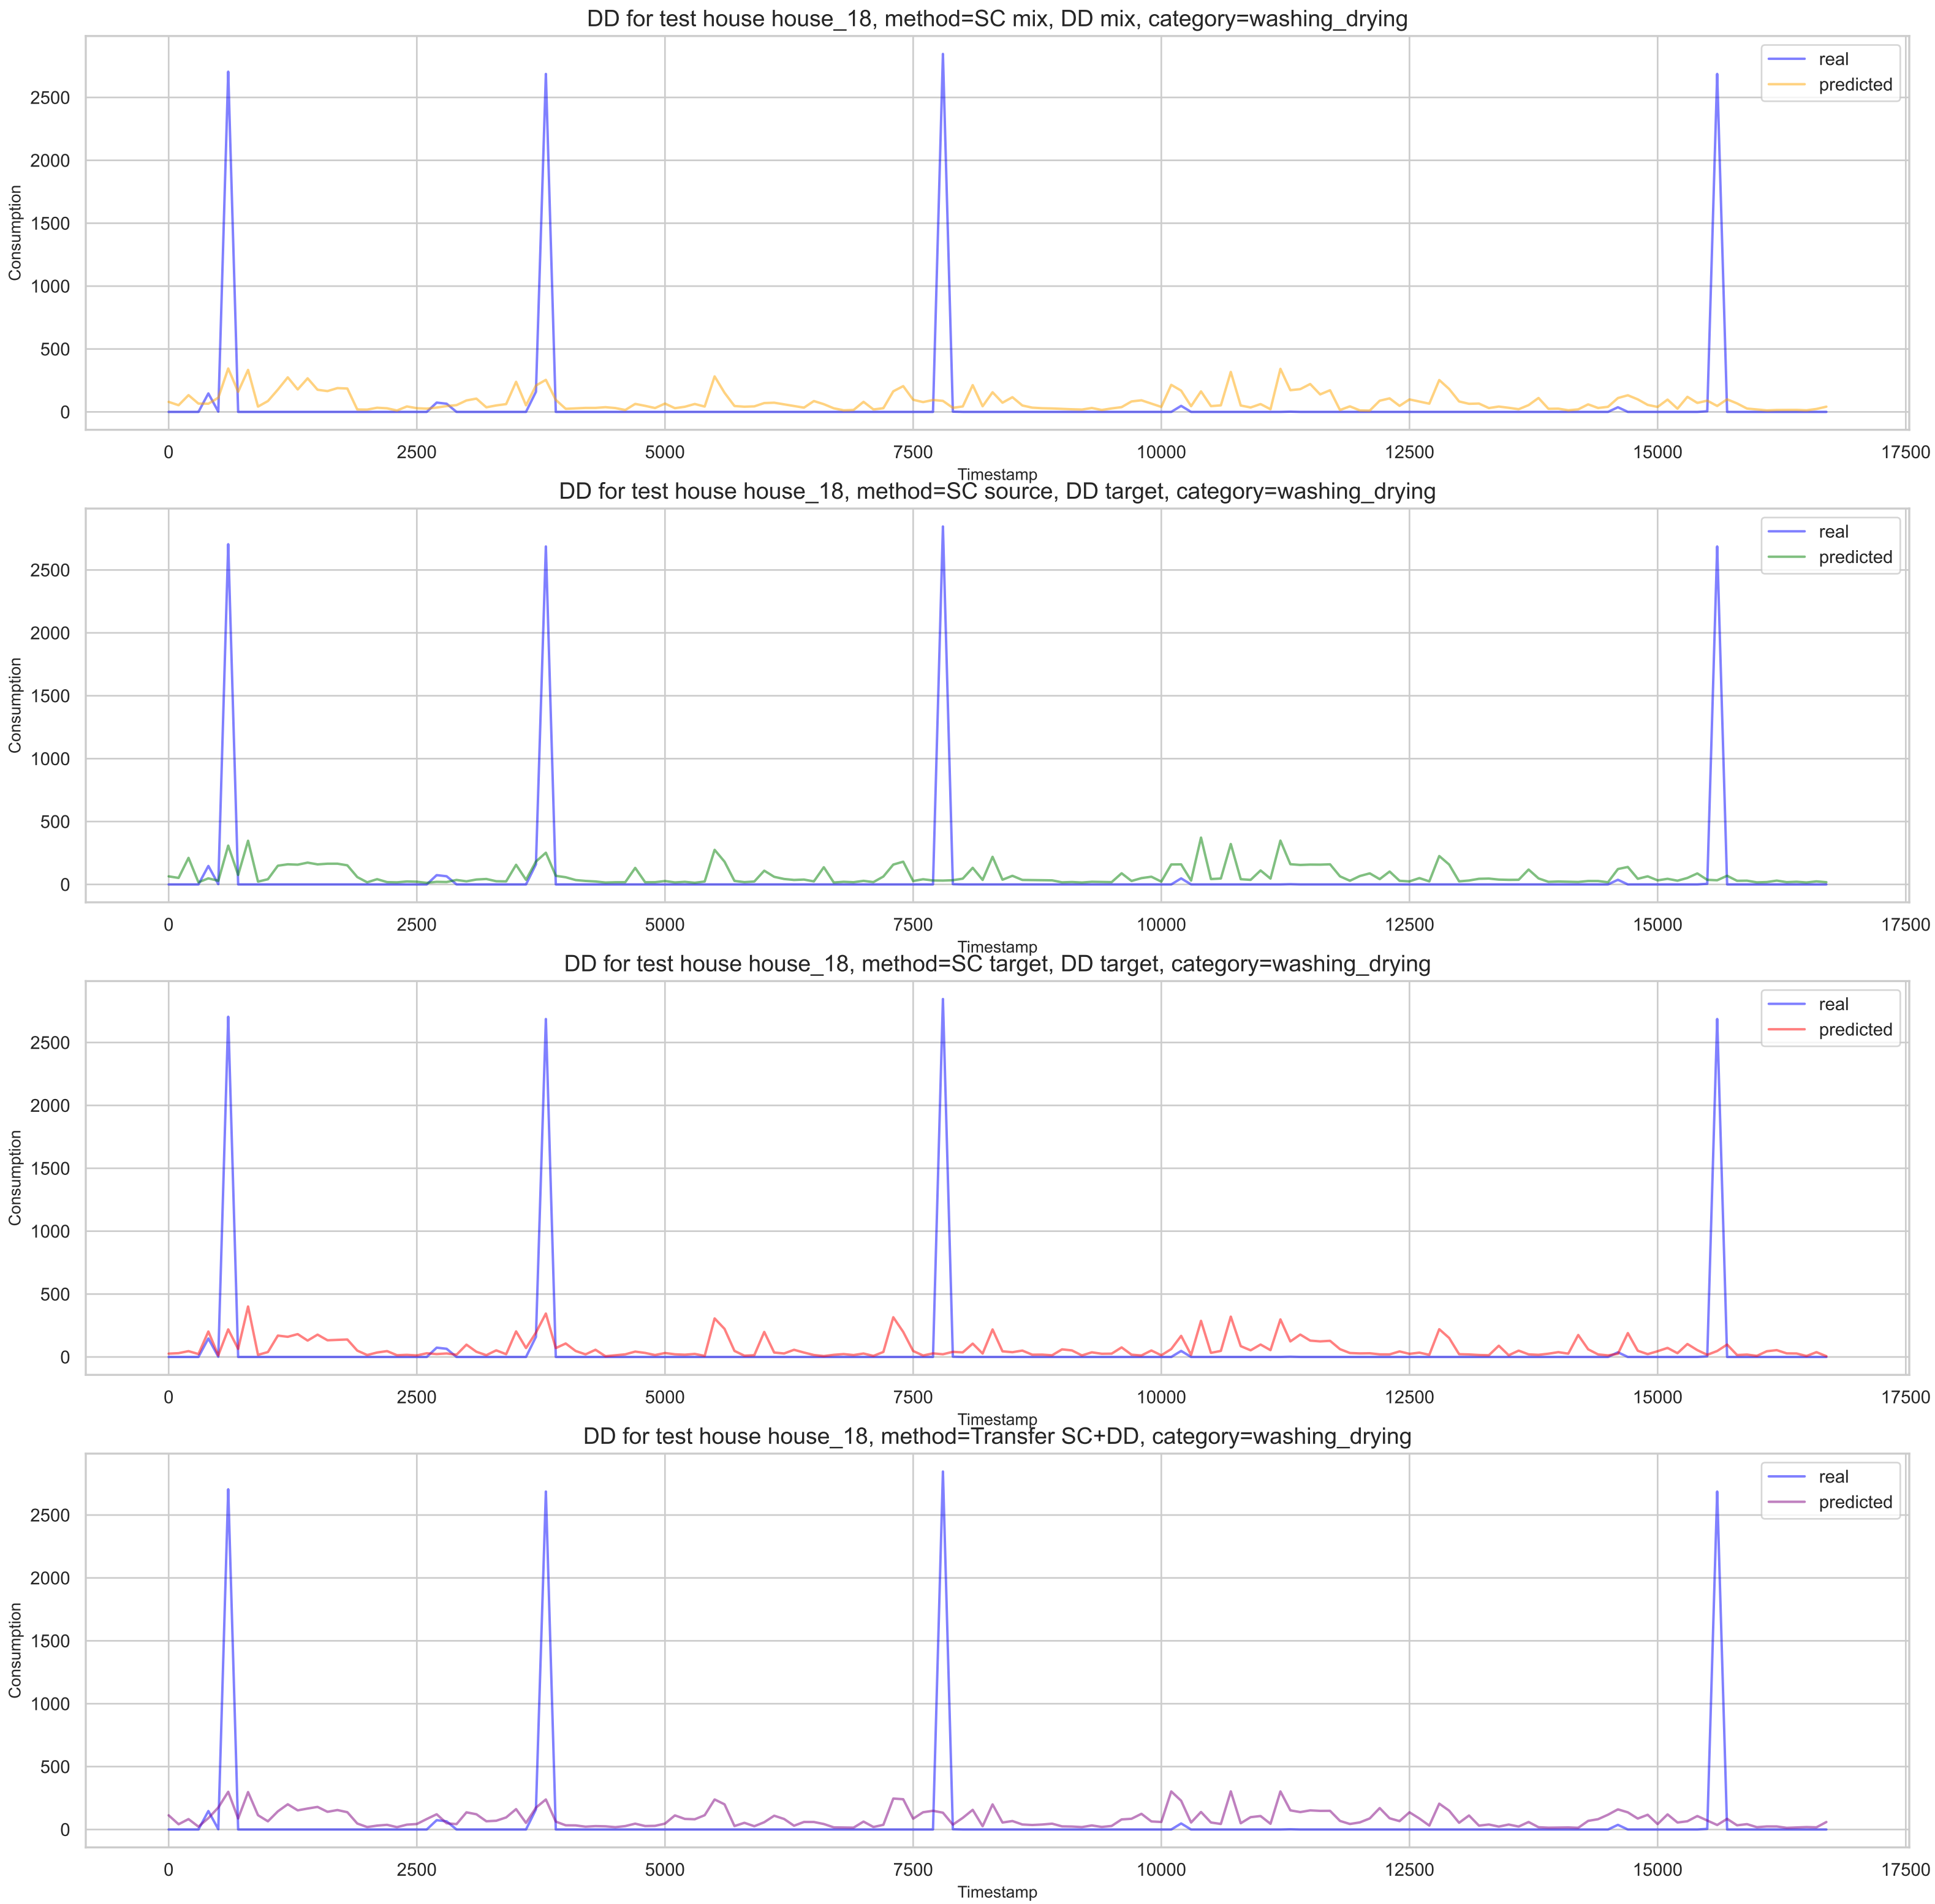 DD for test house house_18, method=SC mix, DD mix, category=washing_drying
real
predicted
2500
2000
1500
1000
500
0
Consumption
0 2500 5000 7500 10000 12500 15000 17500
Timestamp
DD for test house house_18, method=SC source, DD target, category=washing_drying
real
predicted
2500
2000
1500
1000
500
0
Consumption
0 2500 5000 7500 10000 12500 15000 17500
Timestamp
DD for test house house_18, method=SC target, DD target, category=washing_drying
real
predicted
2500
2000
1500
1000
500
0
Consumption
0 2500 5000 7500 10000 12500 15000 17500
Timestamp
DD for test house house_18, method=Transfer SC+DD, category=washing_drying
real
predicted
2500
2000
1500
1000
500
0
Consumption
0 2500 5000 7500 10000 12500 15000 17500
Timestamp